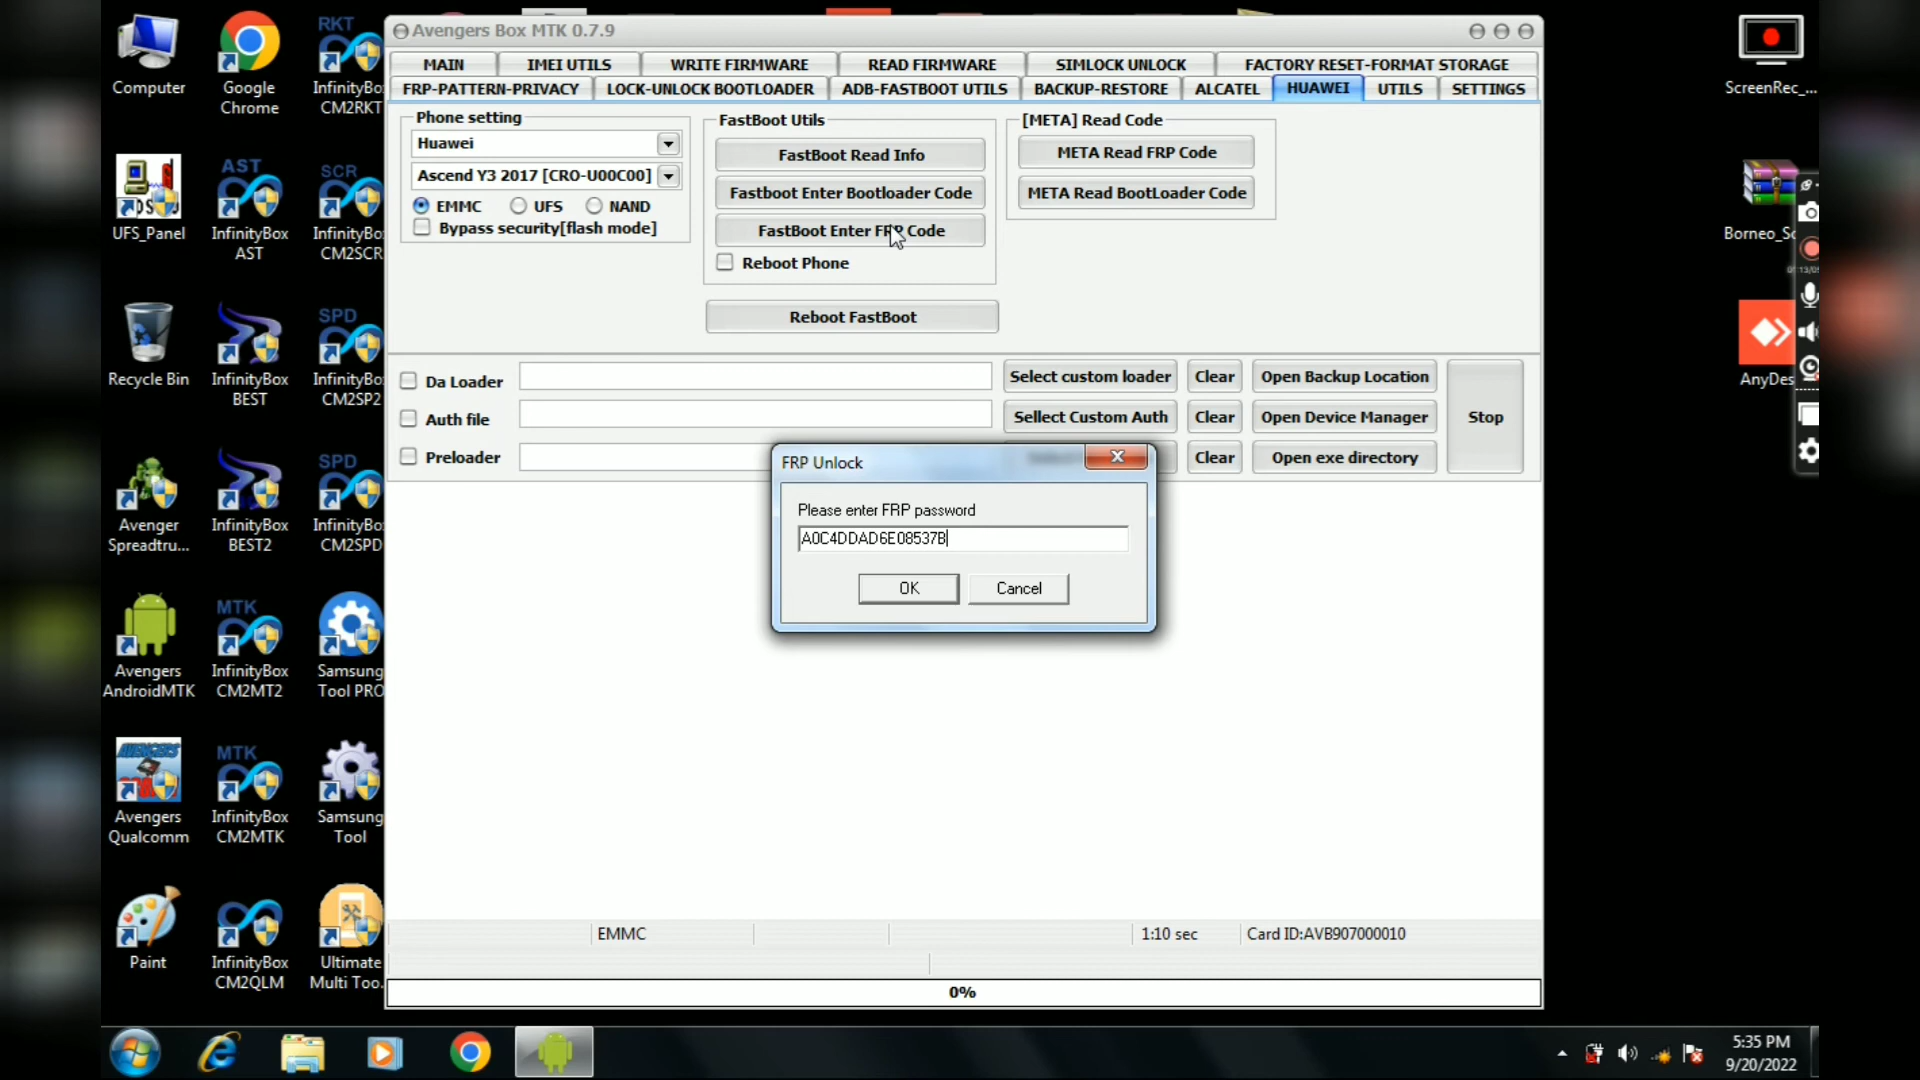 Avengers Box MTK 0.7.9
MAIN IMEI UTILS WRITE FIRMWARE READ FIRMWARE SIMLOCK UNLOCK FACTORY RESET-FORMAT STORAGE
FRP-PATTERN-PRIVACY LOCK-UNLOCK BOOTLOADER ADB-FASTBOOT UTILS BACKUP-RESTORE ALCATEL HUAWEI UTILS SETTINGS
Phone setting
Huawei
Ascend Y3 2017 [CRO-U00C00]
EMMC UFS NAND
Bypass security[flash mode]
FastBoot Utils
FastBoot Read Info
Fastboot Enter Bootloader Code
FastBoot Enter FRP Code
Reboot Phone
Reboot FastBoot
[META] Read Code
META Read FRP Code
META Read BootLoader Code
Da Loader Select custom loader Clear Open Backup Location
Auth file Sellect Custom Auth Clear Open Device Manager
Preloader Clear Open exe directory
Stop
FRP Unlock
Please enter FRP password
A0C4DDAD6E08537B
OK Cancel
EMMC 1:10 sec Card ID:AVB907000010
0%
Computer
Google
Chrome
RKT
InfinityBo
CM2RKT
UFS_Panel
AST
InfinityBox
AST
SCR
InfinityBo
CM2SCR
Recycle Bin
InfinityBox
BEST
SPD
InfinityBo
CM2SP2
Avenger
Spreadtru...
InfinityBox
BEST2
SPD
InfinityBo
CM2SPD
Avengers
AndroidMTK
MTK
InfinityBox
CM2MT2
Samsung
Tool PRO
AVENGERS
Avengers
Qualcomm
MTK
InfinityBox
CM2MTK
Samsung
Tool
Paint
InfinityBox
CM2QLM
Ultimate
Multi Too...
ScreenRec_...
Borneo_Sc
AnyDes
5:35 PM
9/20/2022